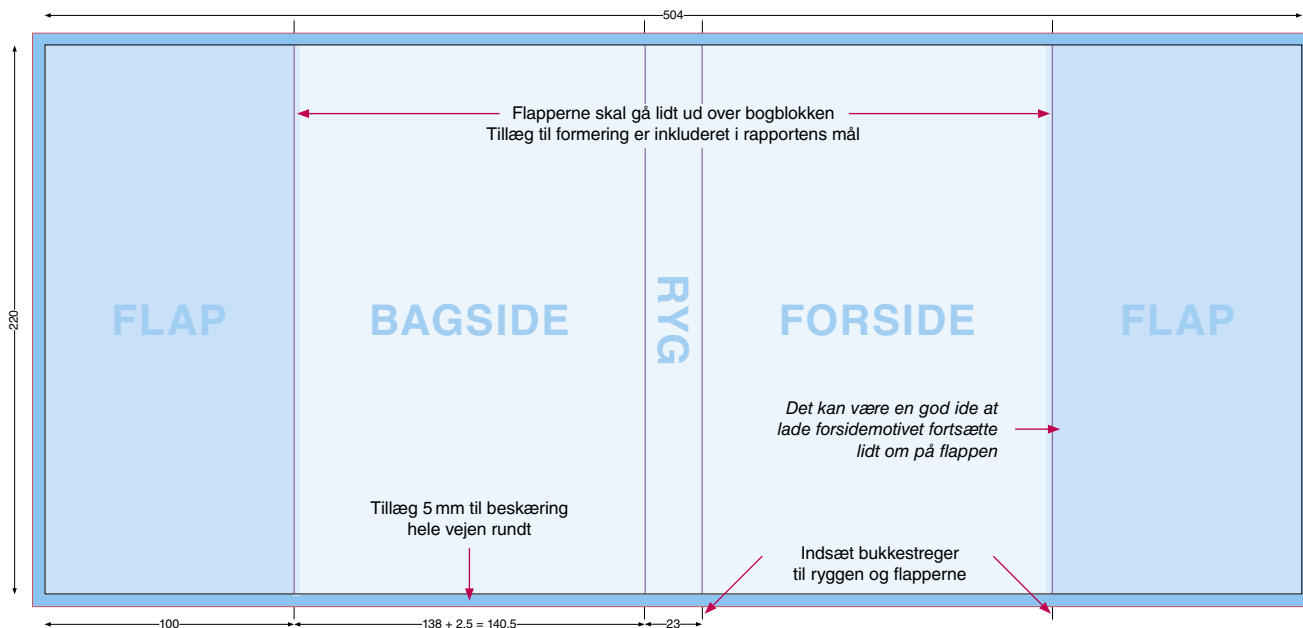 504
Flapperne skal gå lidt ud over bogblokken
Tillæg til formering er inkluderet i rapportens mål
220
FLAP
BAGSIDE
RYG
FORSIDE
FLAP
Det kan være en god ide at
lade forsidemotivet fortsætte
lidt om på flappen
Tillæg 5 mm til beskæring
hele vejen rundt
Indsæt bukkestreger
til ryggen og flapperne
100
138 + 2.5 = 140.5
23